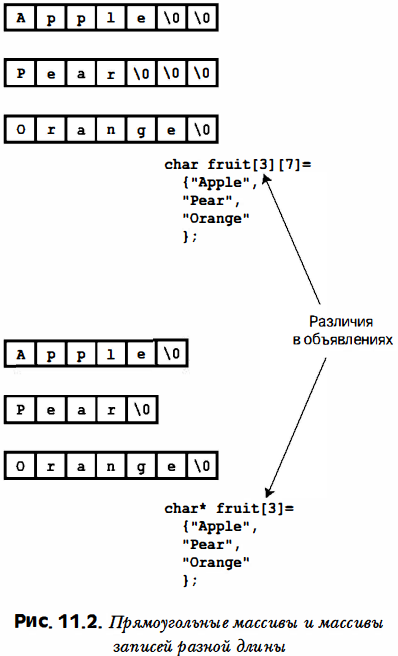 A p p l e \0 \0
P e a r \0 \0 \0
O r a n g e \0
char fruit[3][7]=
{"Apple",
"Pear",
"Orange"
};
Различия
в объявлениях
A p p l e \0
P e a r \0
O r a n g e \0
char* fruit[3]=
{"Apple",
"Pear",
"Orange"
};
Рис. 11.2. Прямоугольные массивы и массивы
записей разной длины